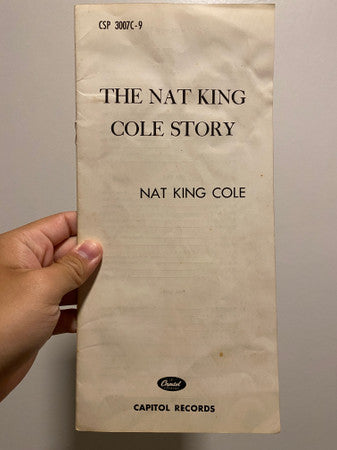 CSP 3007C-9
THE NAT KING
COLE STORY
NAT KING COLE
Capitol
CAPITOL RECORDS